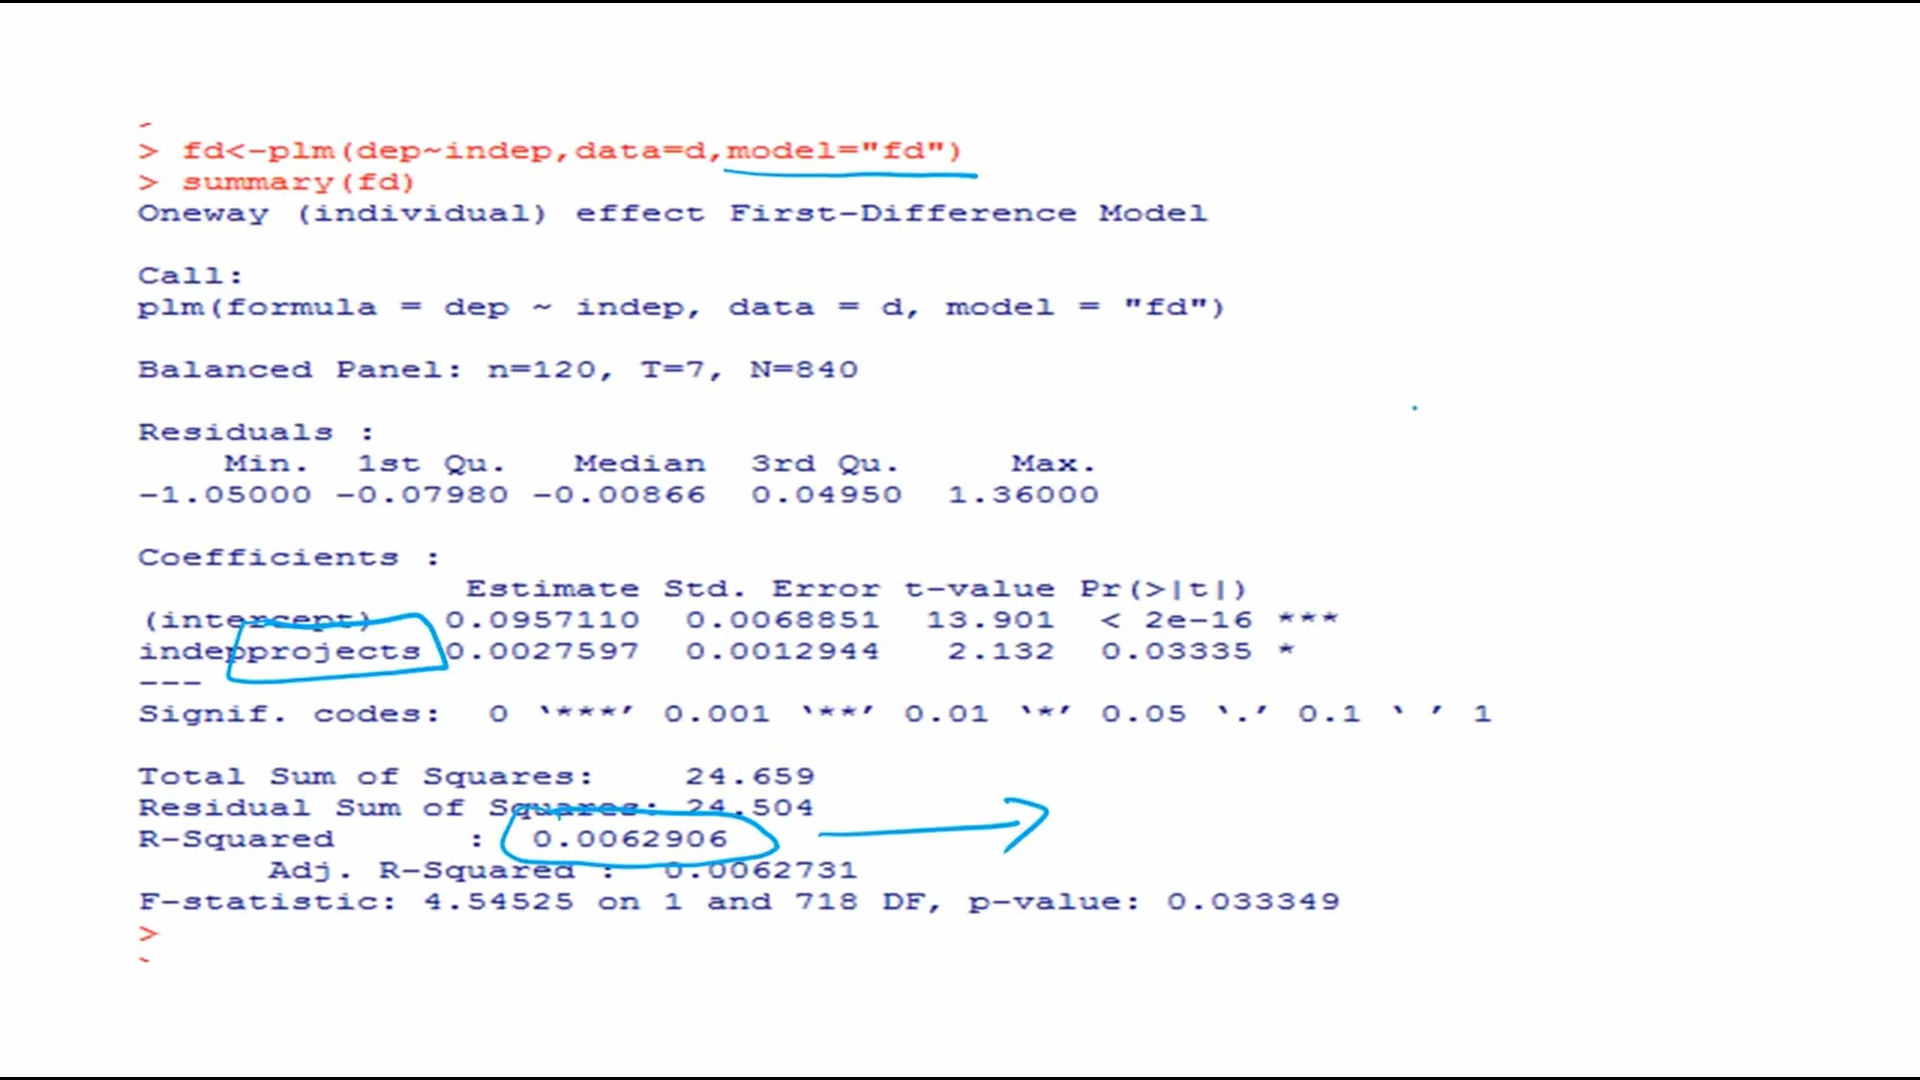 > fd<-plm(dep~indep,data=d,model="fd")
> summary(fd)
Oneway (individual) effect First-Difference Model
Call:
plm(formula = dep ~ indep, data = d, model = "fd")
Balanced Panel: n=120, T=7, N=840
Residuals :
Min. 1st Qu. Median 3rd Qu. Max.
-1.05000 -0.07980 -0.00866 0.04950 1.36000
Coefficients :
Estimate Std. Error t-value Pr(>|t|)
(intercept) 0.0957110 0.0068851 13.901 < 2e-16 ***
indepprojects 0.0027597 0.0012944 2.132 0.03335 *
---
Signif. codes: 0 ‘***’ 0.001 ‘**’ 0.01 ‘*’ 0.05 ‘.’ 0.1 ‘ ’ 1
Total Sum of Squares: 24.659
Residual Sum of Squares: 24.504
R-Squared : 0.0062906
Adj. R-Squared : 0.0062731
F-statistic: 4.54525 on 1 and 718 DF, p-value: 0.033349
>